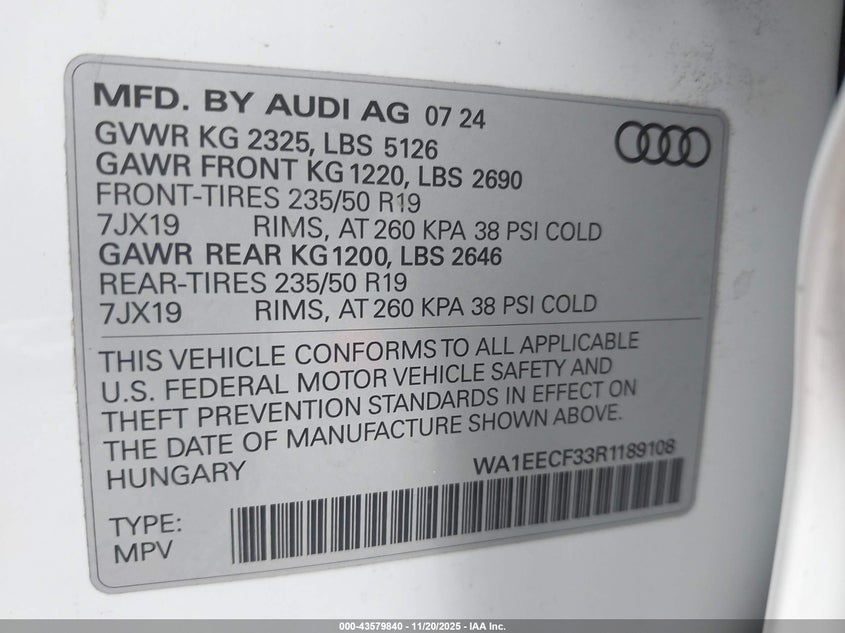 MFD. BY AUDI AG 07 24
GVWR KG 2325, LBS 5126
GAWR FRONT KG 1220, LBS 2690
FRONT-TIRES 235/50 R19
7JX19 RIMS, AT 260 KPA 38 PSI COLD
GAWR REAR KG 1200, LBS 2646
REAR-TIRES 235/50 R19
7JX19 RIMS, AT 260 KPA 38 PSI COLD
THIS VEHICLE CONFORMS TO ALL APPLICABLE
U.S. FEDERAL MOTOR VEHICLE SAFETY AND
THEFT PREVENTION STANDARDS IN EFFECT ON
THE DATE OF MANUFACTURE SHOWN ABOVE.
HUNGARY WA1EECF33R1189108
TYPE:
MPV
000-43579840 - 11/20/2025 - IAA Inc.